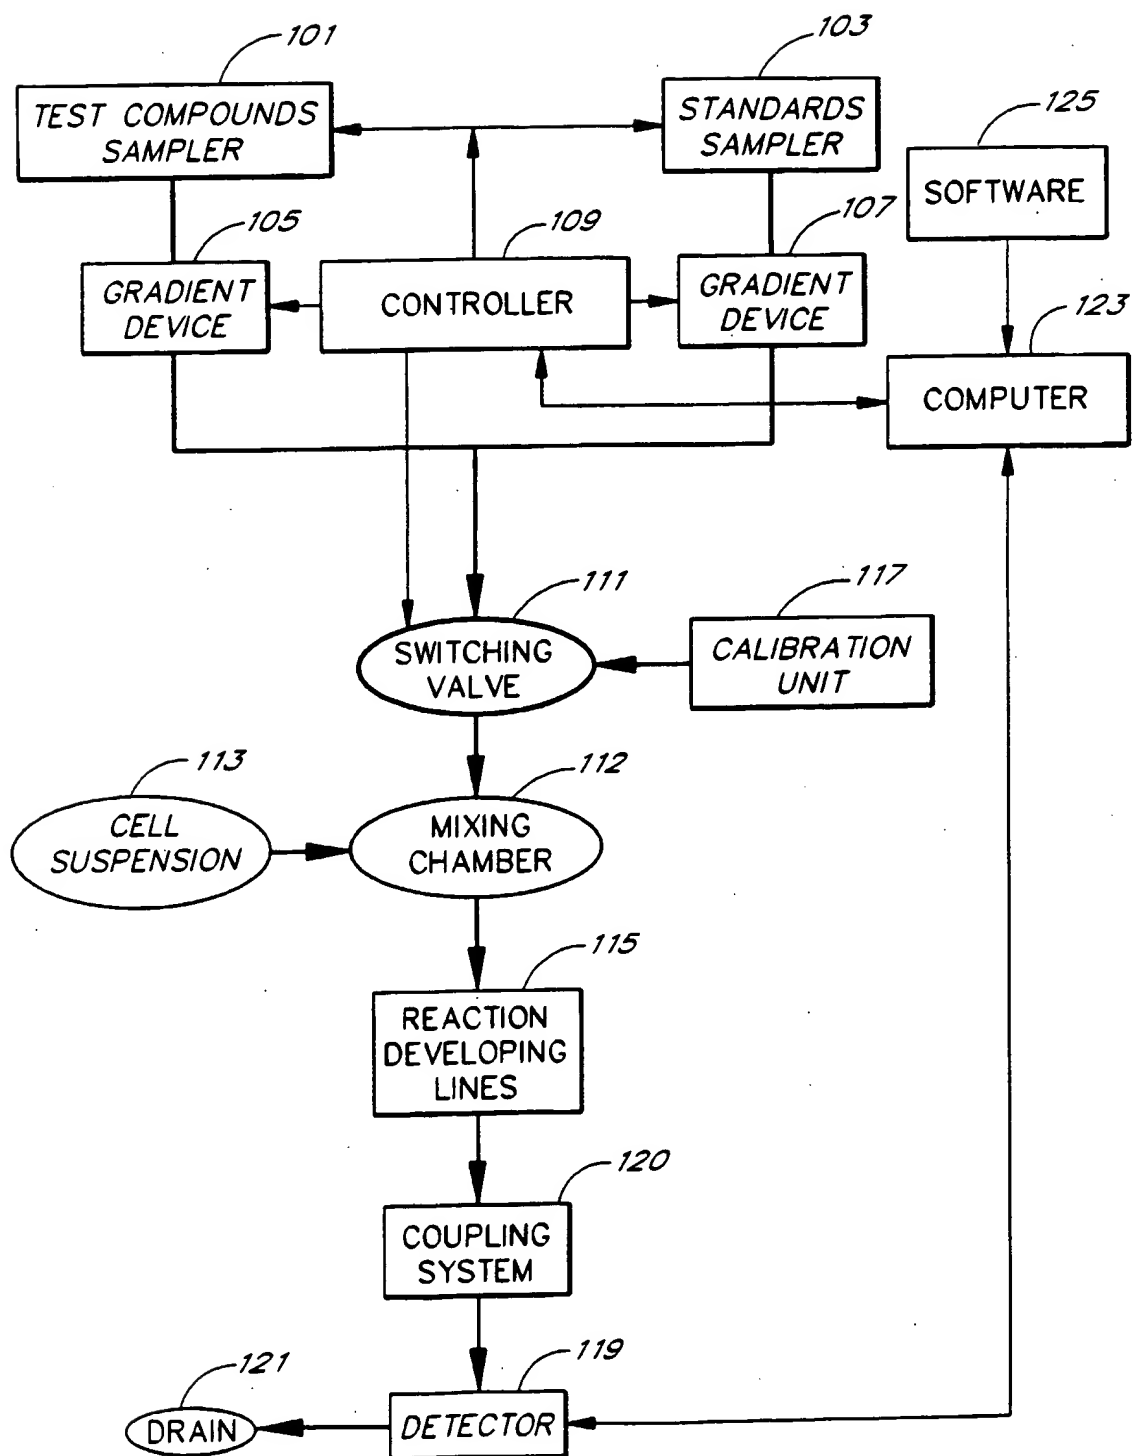 101
103
TEST COMPOUNDS
SAMPLER
STANDARDS
SAMPLER
125
SOFTWARE
105
109
107
GRADIENT
DEVICE
CONTROLLER
GRADIENT
DEVICE
123
COMPUTER
111
117
SWITCHING
VALVE
CALIBRATION
UNIT
113
112
CELL
SUSPENSION
MIXING
CHAMBER
115
REACTION
DEVELOPING
LINES
120
COUPLING
SYSTEM
121
119
DRAIN
DETECTOR